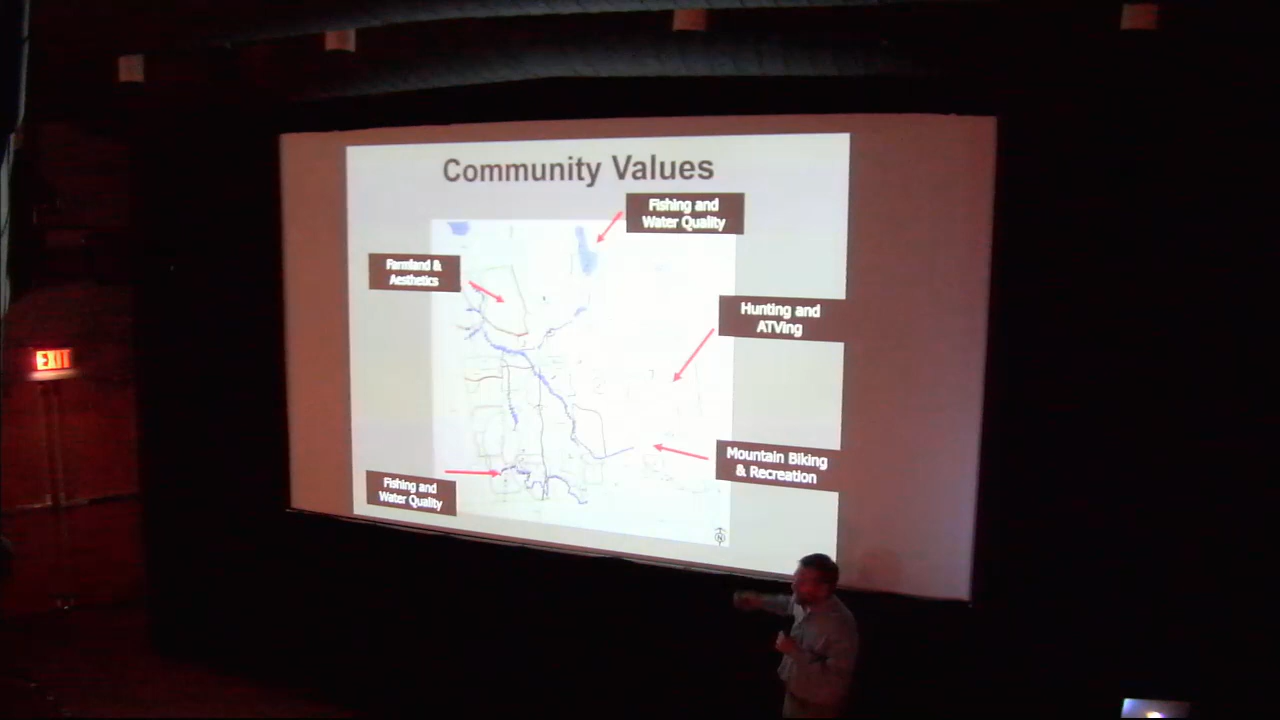 Community Values
Fishing and
Water Quality
Farmland &
Aesthetics
Hunting and
ATVing
Mountain Biking
& Recreation
Fishing and
Water Quality
N
EXIT